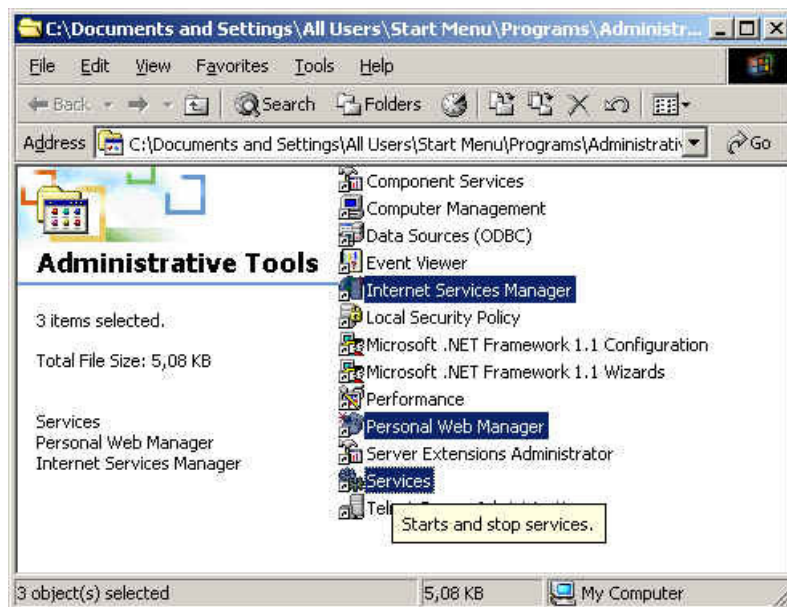 C:\Documents and Settings\All Users\Start Menu\Programs\Administr...
File Edit View Favorites Tools Help
Back Search Folders
Address C:\Documents and Settings\All Users\Start Menu\Programs\Administrativ Go
Administrative Tools
3 items selected.
Total File Size: 5,08 KB
Services
Personal Web Manager
Internet Services Manager
Component Services
Computer Management
Data Sources (ODBC)
Event Viewer
Internet Services Manager
Local Security Policy
Microsoft .NET Framework 1.1 Configuration
Microsoft .NET Framework 1.1 Wizards
Performance
Personal Web Manager
Server Extensions Administrator
Services
Starts and stop services.
3 object(s) selected 5,08 KB My Computer